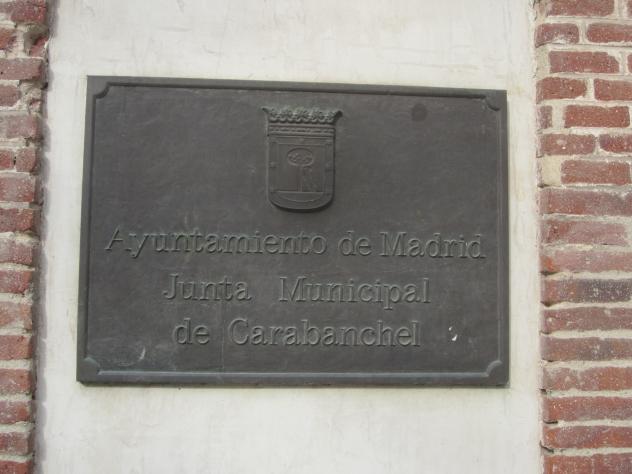 Ayuntamiento de Madrid
Junta Municipal
de Carabanchel